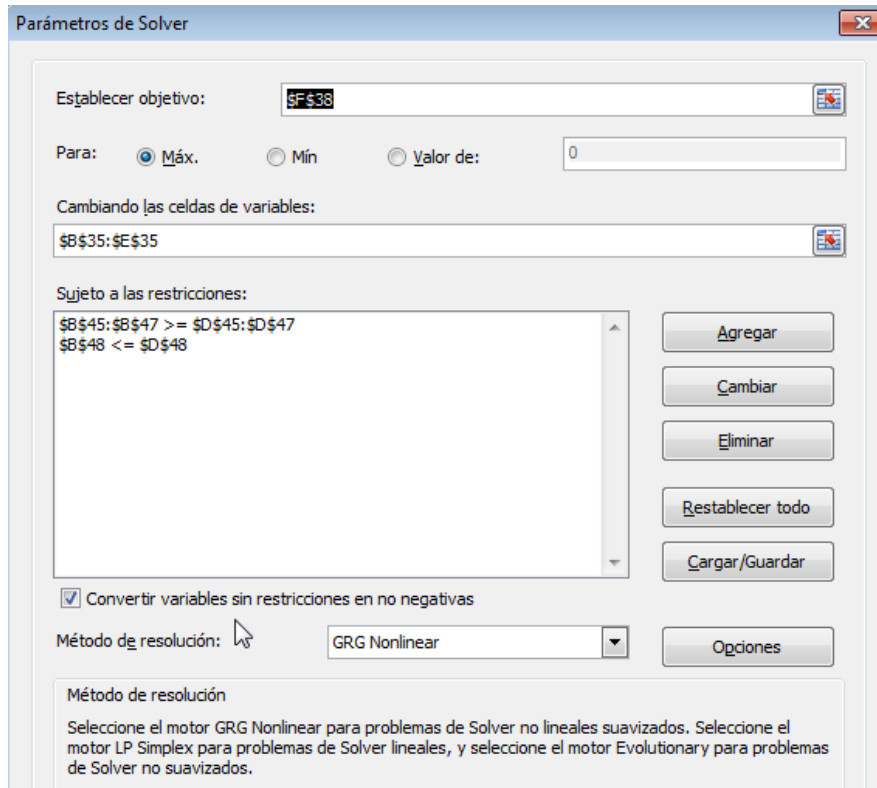 Parámetros de Solver
Establecer objetivo: $F$38
Para: Máx. Mín Valor de: 0
Cambiando las celdas de variables:
$B$35:$E$35
Sujeto a las restricciones:
$B$45:$B$47 >= $D$45:$D$47
$B$48 <= $D$48
Agregar
Cambiar
Eliminar
Restablecer todo
Cargar/Guardar
Convertir variables sin restricciones en no negativas
Método de resolución: GRG Nonlinear Opciones
Método de resolución
Seleccione el motor GRG Nonlinear para problemas de Solver no lineales suavizados. Seleccione el
motor LP Simplex para problemas de Solver lineales, y seleccione el motor Evolutionary para problemas
de Solver no suavizados.